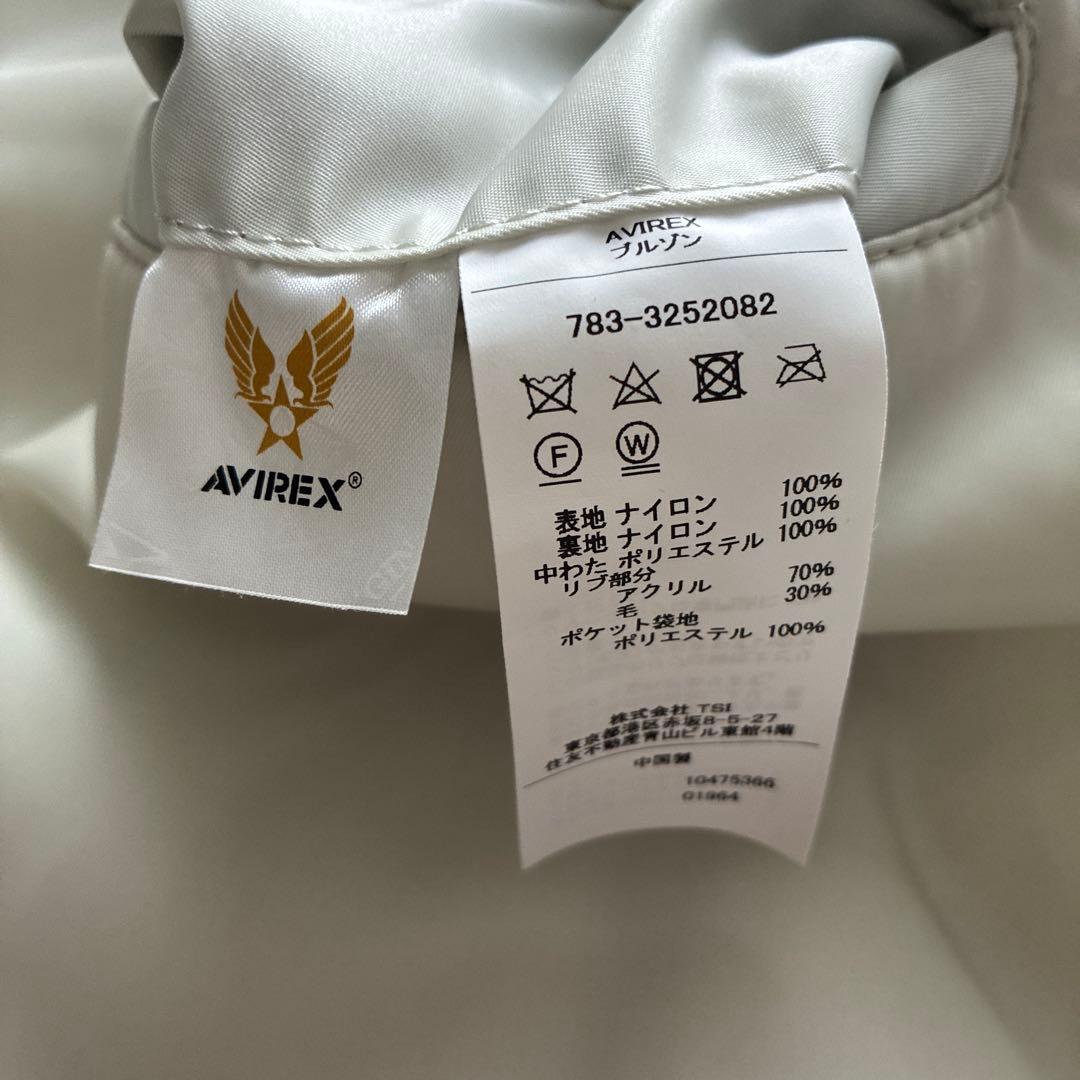 AVIREX®
AVIREX
ブルゾン
783-3252082
F W
表地 ナイロン 100%
裏地 ナイロン 100%
中わた ポリエステル 100%
リブ部分
アクリル 70%
毛 30%
ポケット袋地
ポリエステル 100%
株式会社 TSI
東京都港区赤坂8-5-27
住友不動産青山ビル東館4階
中国製
10475366
01964